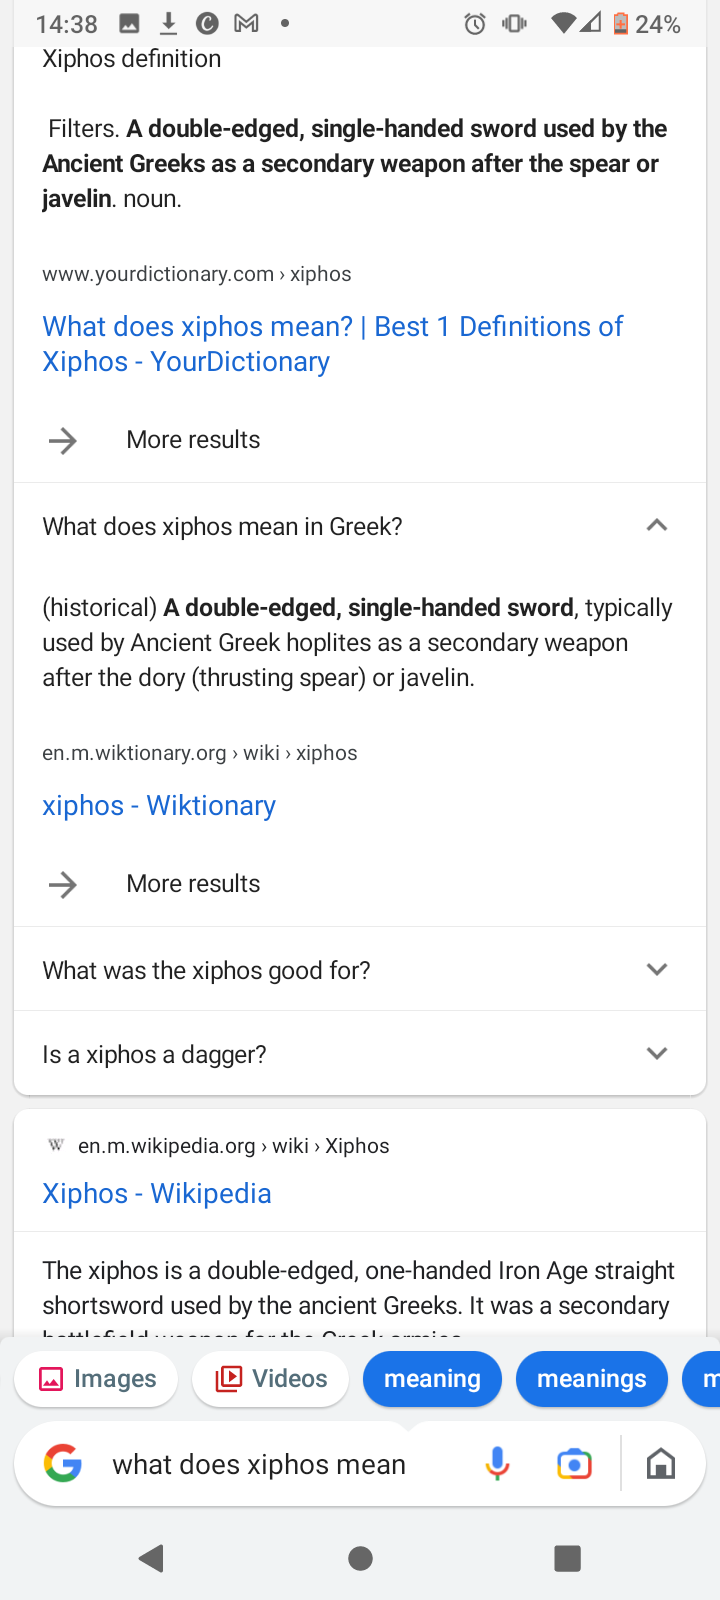 14:38
24%
Xiphos definition
Filters. A double-edged, single-handed sword used by the
Ancient Greeks as a secondary weapon after the spear or
javelin. noun.
www.yourdictionary.com › xiphos
What does xiphos mean? | Best 1 Definitions of
Xiphos - YourDictionary
More results
What does xiphos mean in Greek?
(historical) A double-edged, single-handed sword, typically
used by Ancient Greek hoplites as a secondary weapon
after the dory (thrusting spear) or javelin.
en.m.wiktionary.org › wiki › xiphos
xiphos - Wiktionary
More results
What was the xiphos good for?
Is a xiphos a dagger?
W en.m.wikipedia.org › wiki › Xiphos
Xiphos - Wikipedia
The xiphos is a double-edged, one-handed Iron Age straight
shortsword used by the ancient Greeks. It was a secondary
battlefield weapon for the Greek armies
Images Videos meaning meanings m
what does xiphos mean